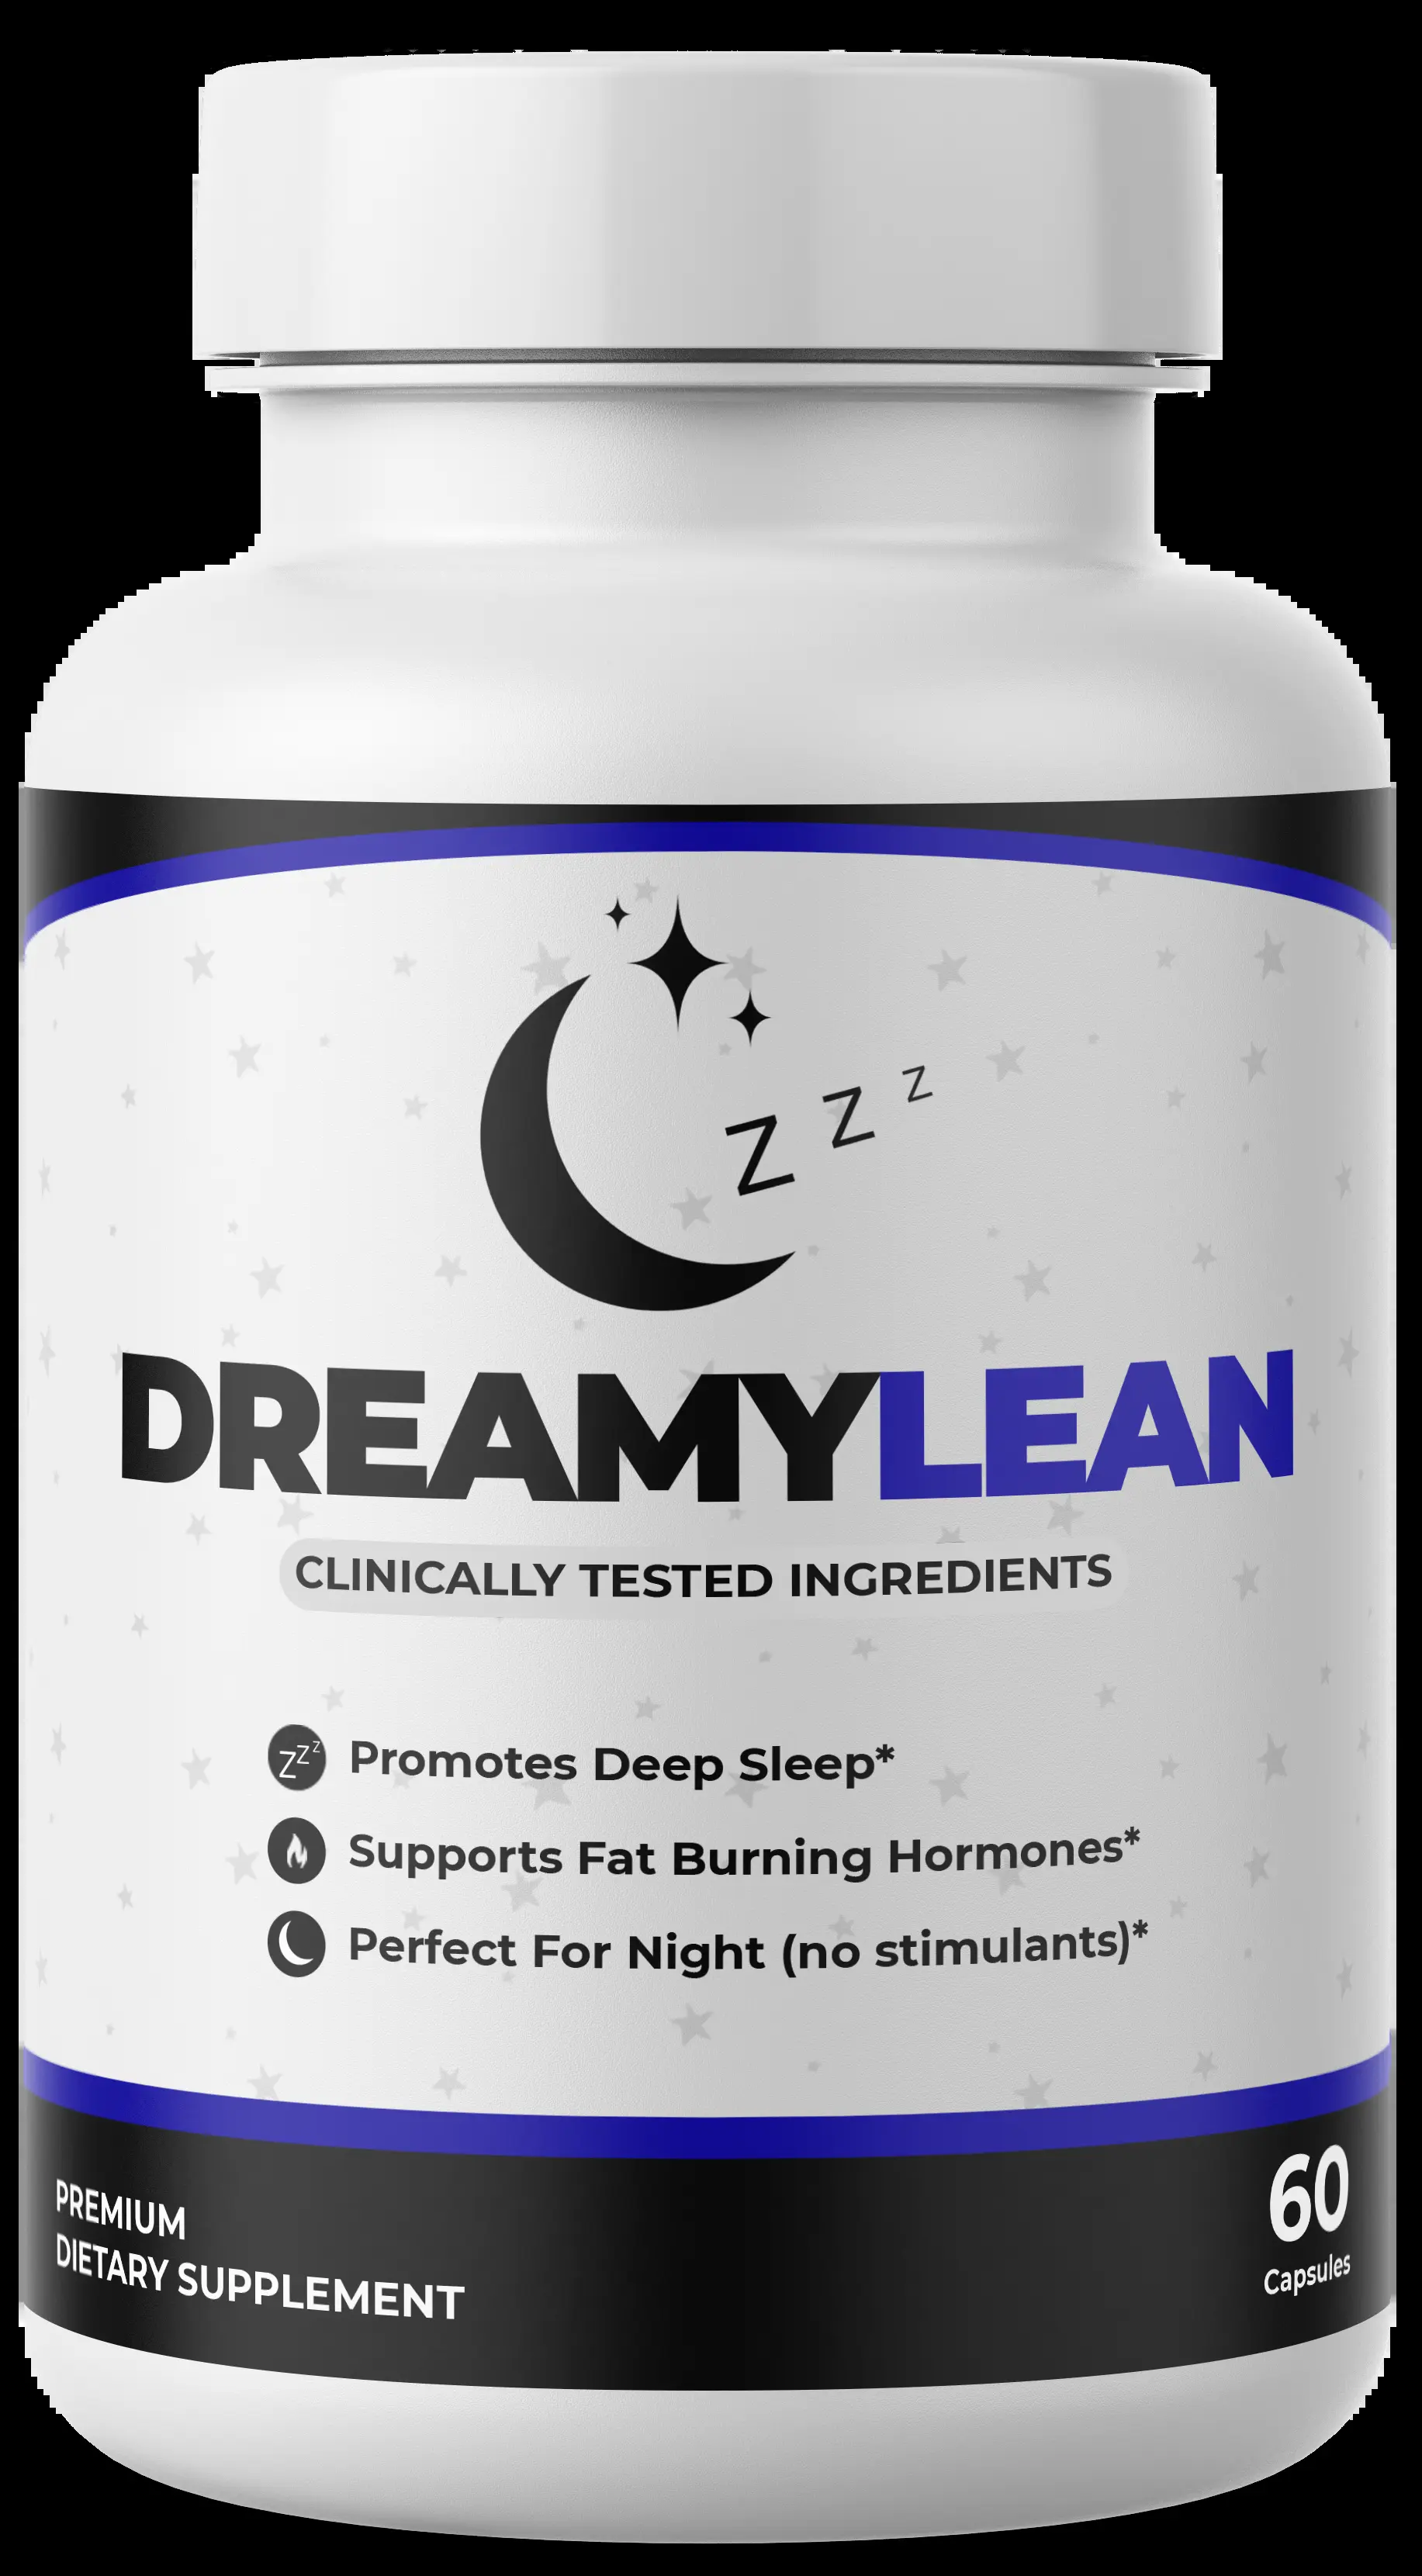 Z Z Z
DREAMYLEAN
CLINICALLY TESTED INGREDIENTS
ZZZ Promotes Deep Sleep*
Supports Fat Burning Hormones*
Perfect For Night (no stimulants)*
PREMIUM
DIETARY SUPPLEMENT
60
Capsules